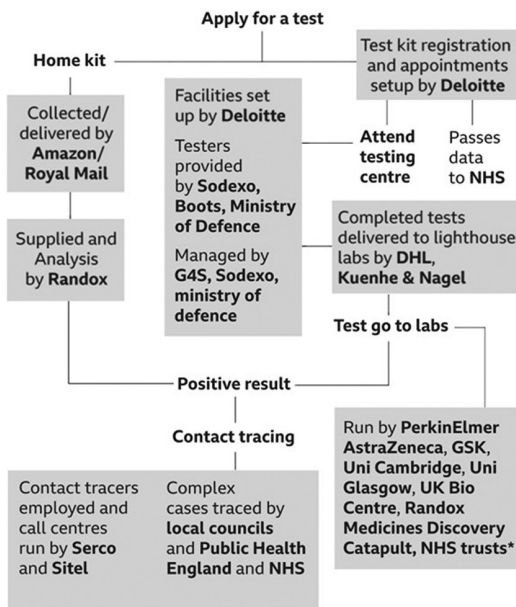 Apply for a test
Home kit
Collected/
delivered by
Amazon/
Royal Mail
Supplied and
Analysis
by Randox
Facilities set
up by Deloitte
Testers
provided
by Sodexo,
Boots, Ministry
of Defence
Managed by
G4S, Sodexo,
ministry of
defence
Test kit registration
and appointments
setup by Deloitte
Attend
testing
centre
Passes
data
to NHS
Completed tests
delivered to lighthouse
labs by DHL,
Kuenhe & Nagel
Test go to labs
Run by PerkinElmer
AstraZeneca, GSK,
Uni Cambridge, Uni
Glasgow, UK Bio
Centre, Randox
Medicines Discovery
Catapult, NHS trusts*
Positive result
Contact tracing
Contact tracers
employed and
call centres
run by Serco
and Sitel
Complex
cases traced by
local councils
and Public Health
England and NHS